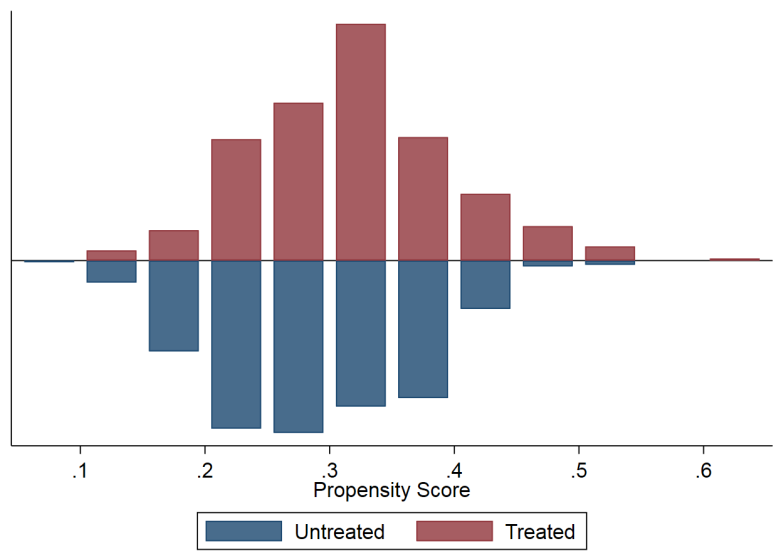 .1 .2 .3 .4 .5 .6
Propensity Score
Untreated Treated